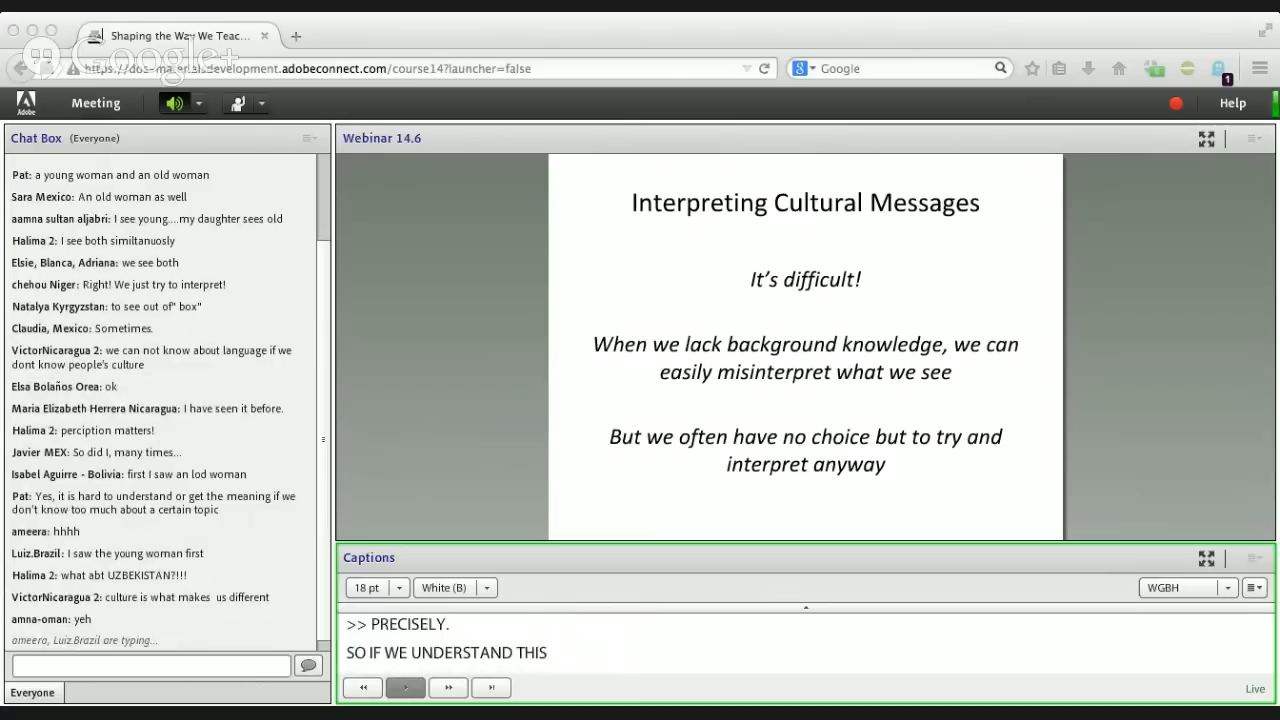 Shaping the Way We Teac...
Google+
adobeconnect.com/course14?launcher=false
Google
1
Adobe
Meeting
Help
Chat Box (Everyone)
Pat: a young woman and an old woman
Sara Mexico: An old woman as well
aamna sultan aljabri: I see young....my daughter sees old
Halima 2: I see both similtanuosly
Elsie, Blanca, Adriana: we see both
chehou Niger: Right! We just try to interpret!
Natalya Kyrgyzstan: to see out of" box"
Claudia, Mexico: Sometimes.
VictorNicaragua 2: we can not know about language if we
dont know people's culture
Elsa Bolaños Orea: ok
Maria Elizabeth Herrera Nicaragua: I have seen it before.
Halima 2: perciption matters!
Javier MEX: So did I, many times...
Isabel Aguirre - Bolivia: first I saw an lod woman
Pat: Yes, it is hard to understand or get the meaning if we
don't know too much about a certain topic
ameera: hhhh
Luiz.Brazil: I saw the young woman first
Halima 2: what abt UZBEKISTAN?!!!
VictorNicaragua 2: culture is what makes us different
amna-oman: yeh
ameera, Luiz.Brazil are typing...
Everyone
Webinar 14.6
Interpreting Cultural Messages
It's difficult!
When we lack background knowledge, we can
easily misinterpret what we see
But we often have no choice but to try and
interpret anyway
Captions
18 pt
White (B)
WGBH
>> PRECISELY.
SO IF WE UNDERSTAND THIS
Live